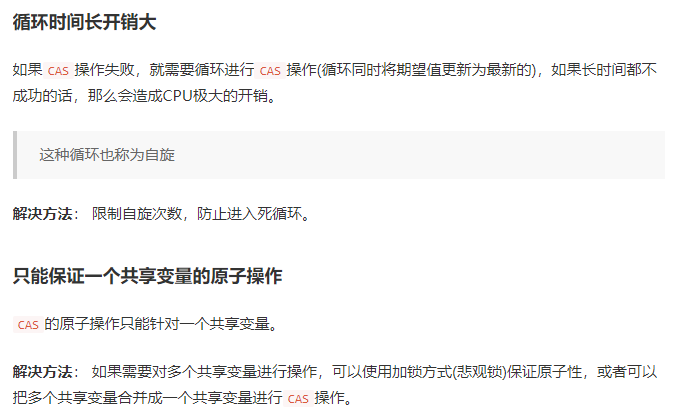 循环时间长开销大
如果 CAS 操作失败，就需要循环进行 CAS 操作(循环同时将期望值更新为最新的)，如果长时间都不
成功的话，那么会造成CPU极大的开销。
这种循环也称为自旋
解决方法： 限制自旋次数，防止进入死循环。
只能保证一个共享变量的原子操作
CAS 的原子操作只能针对一个共享变量。
解决方法： 如果需要对多个共享变量进行操作，可以使用加锁方式(悲观锁)保证原子性，或者可以
把多个共享变量合并成一个共享变量进行 CAS 操作。